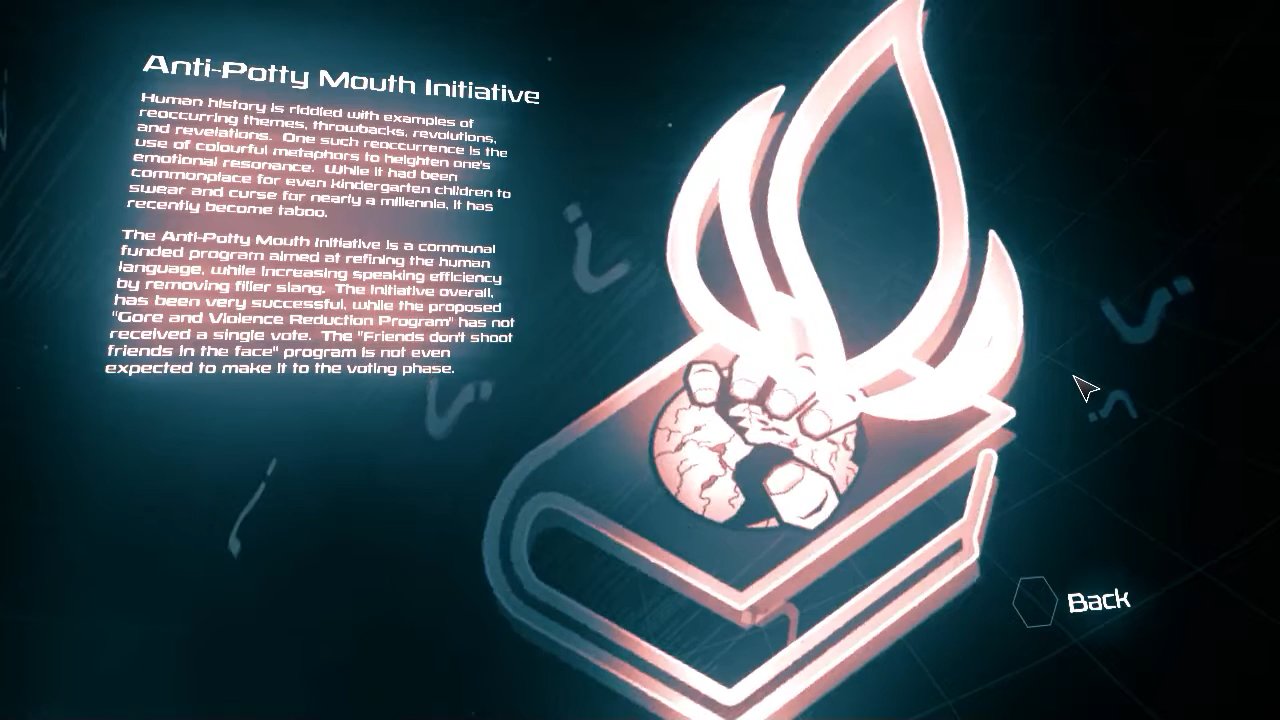 Anti-Potty Mouth Initiative
Human history is riddled with examples of
reoccurring themes, throwbacks, revolutions,
and revelations.  One such reoccurrence is the
use of colourful metaphors to heighten one's
emotional resonance.  While it had been
commonplace for even kindergarten children to
swear and curse for nearly a millennia, it has
recently become taboo.
The Anti-Potty Mouth Initiative is a communal
funded program aimed at refining the human
language, while increasing speaking efficiency
by removing filler slang.  The initiative overall,
has been very successful, while the proposed
"Gore and Violence Reduction Program" has not
received a single vote.  The "Friends don't shoot
friends in the face" program is not even
expected to make it to the voting phase.
Back